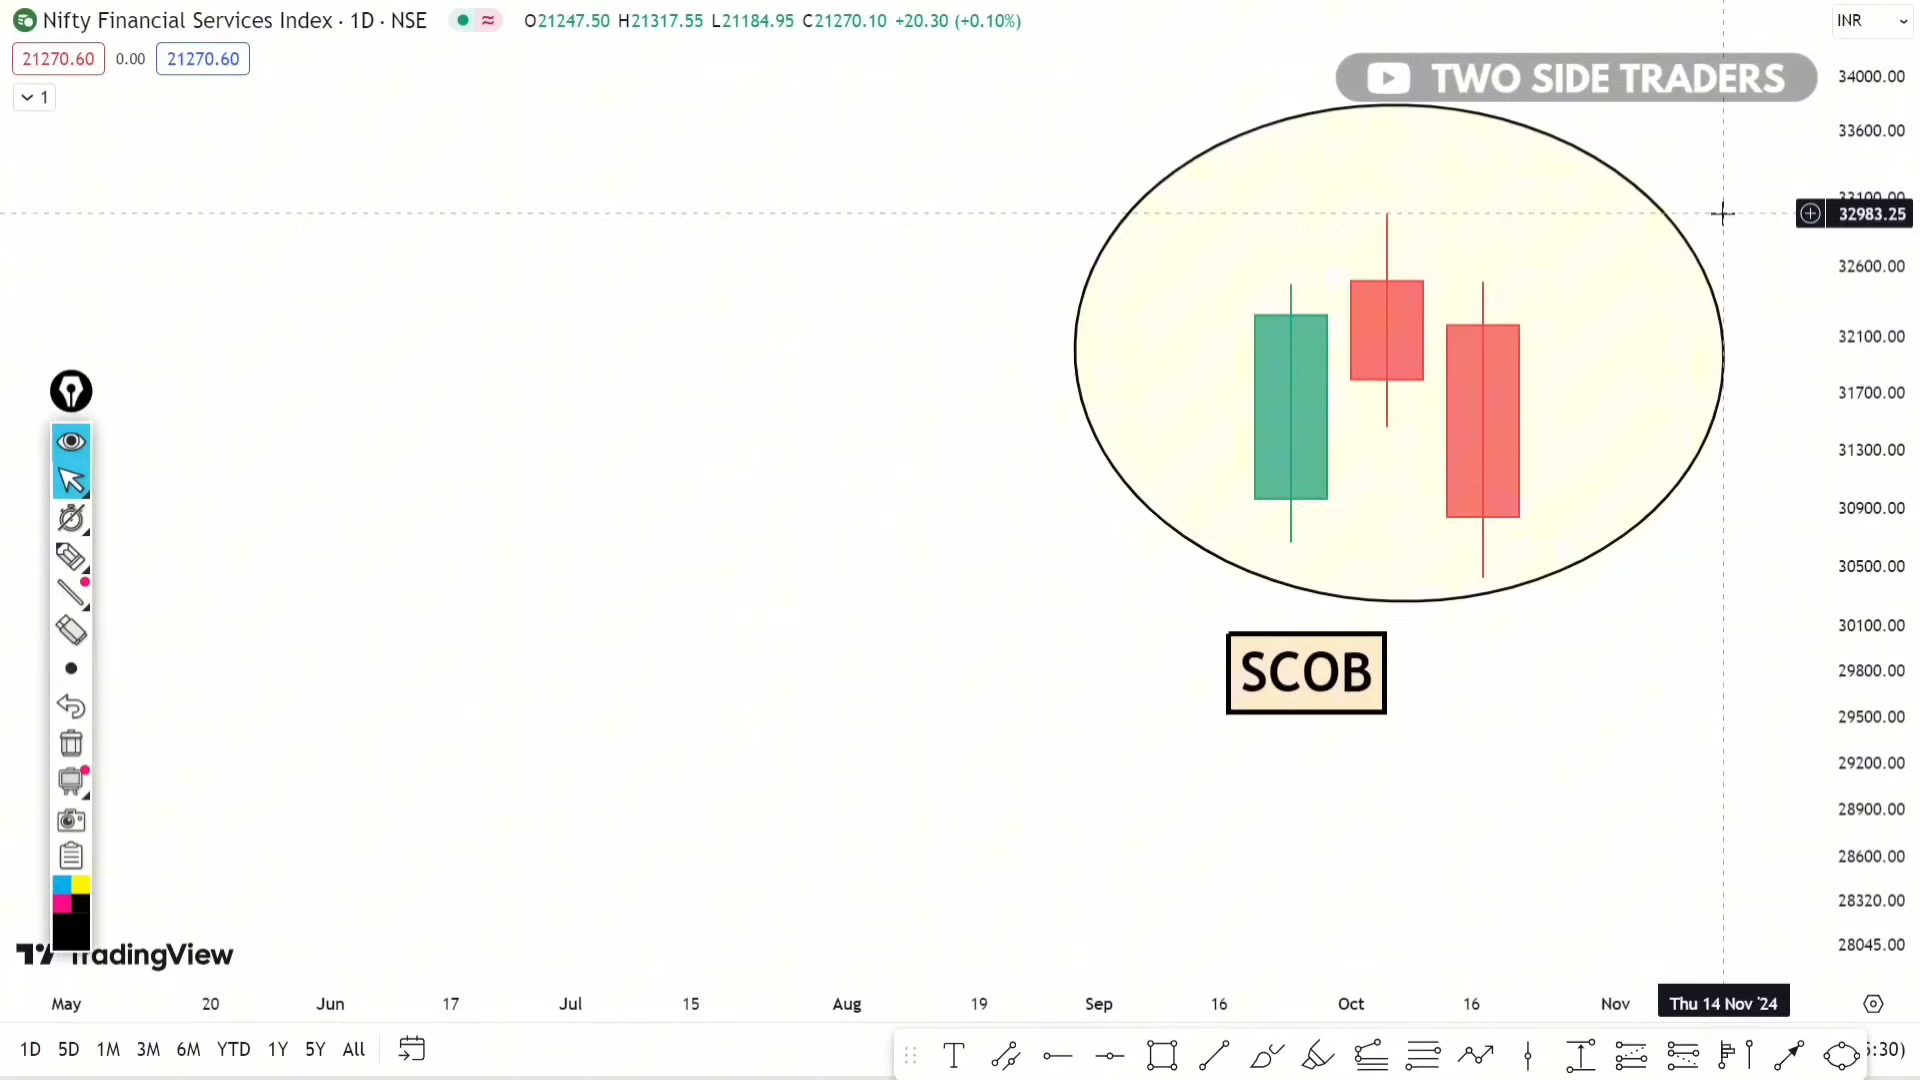 Nifty Financial Services Index · 1D · NSE O21247.50 H21317.55 L21184.95 C21270.10 +20.30 (+0.10%) INR
21270.60 0.00 21270.60
1
TWO SIDE TRADERS
34000.00
33600.00
33100.00
32983.25
32600.00
32100.00
31700.00
31300.00
30900.00
30500.00
30100.00
SCOB
29800.00
29500.00
29200.00
28900.00
28600.00
28320.00
28045.00
TradingView
May 20 Jun 17 Jul 15 Aug 19 Sep 16 Oct 16 Nov Thu 14 Nov '24
1D 5D 1M 3M 6M YTD 1Y 5Y All :30)